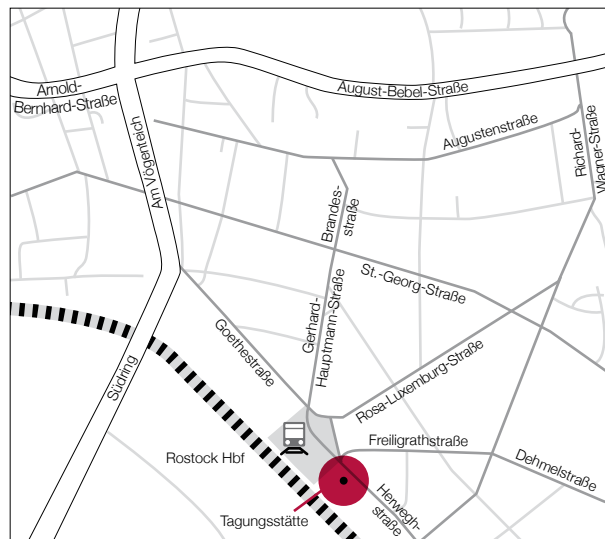 Arnold-
Bernhard-Straße
August-Bebel-Straße
Am Vögenteich
Augustenstraße
Richard-
Wagner-Straße
Brandes-
straße
St.-Georg-Straße
Gerhard-
Hauptmann-Straße
Goethestraße
Südring
Rosa-Luxemburg-Straße
Freiligrathstraße
Dehmelstraße
Rostock Hbf
Herwegh-
straße
Tagungsstätte